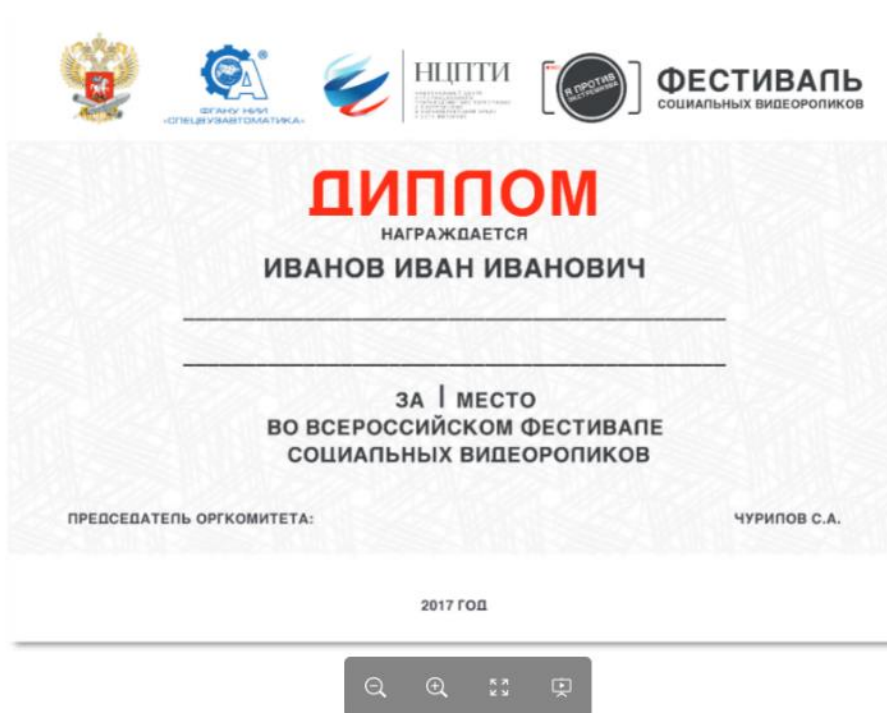 ФГАНУ НИИ
«СПЕЦВУЗАВТОМАТИКА»
НЦПТИ
Я ПРОТИВ
ЭКСТРЕМИЗМА
ФЕСТИВАЛЬ
СОЦИАЛЬНЫХ ВИДЕОРОЛИКОВ
ДИПЛОМ
НАГРАЖДАЕТСЯ
ИВАНОВ ИВАН ИВАНОВИЧ
ЗА I МЕСТО
ВО ВСЕРОССИЙСКОМ ФЕСТИВАЛЕ
СОЦИАЛЬНЫХ ВИДЕОРОЛИКОВ
ПРЕДСЕДАТЕЛЬ ОРГКОМИТЕТА:
ЧУРИЛОВ С.А.
2017 ГОД